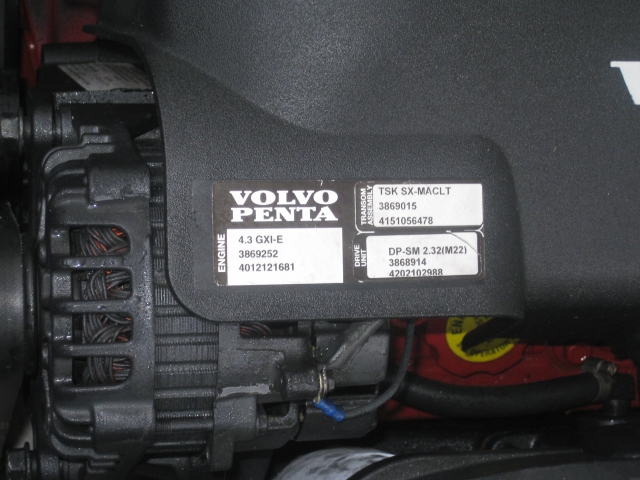 VOLVO
PENTA
ENGINE
4.3 GXI-E
3869252
4012121681
TRANSOM
ASSEMBLY
TSK SX-MACLT
3869015
4151056478
DRIVE
UNIT
DP-SM 2.32(M22)
3868914
4202102988